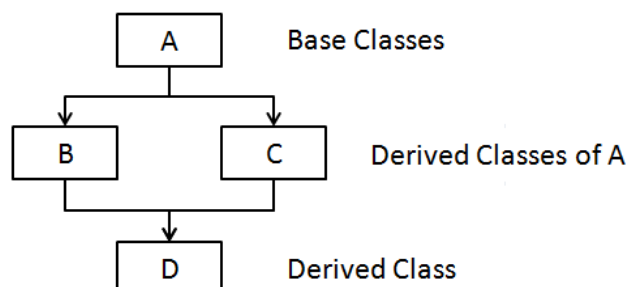 A Base Classes
B C Derived Classes of A
D Derived Class